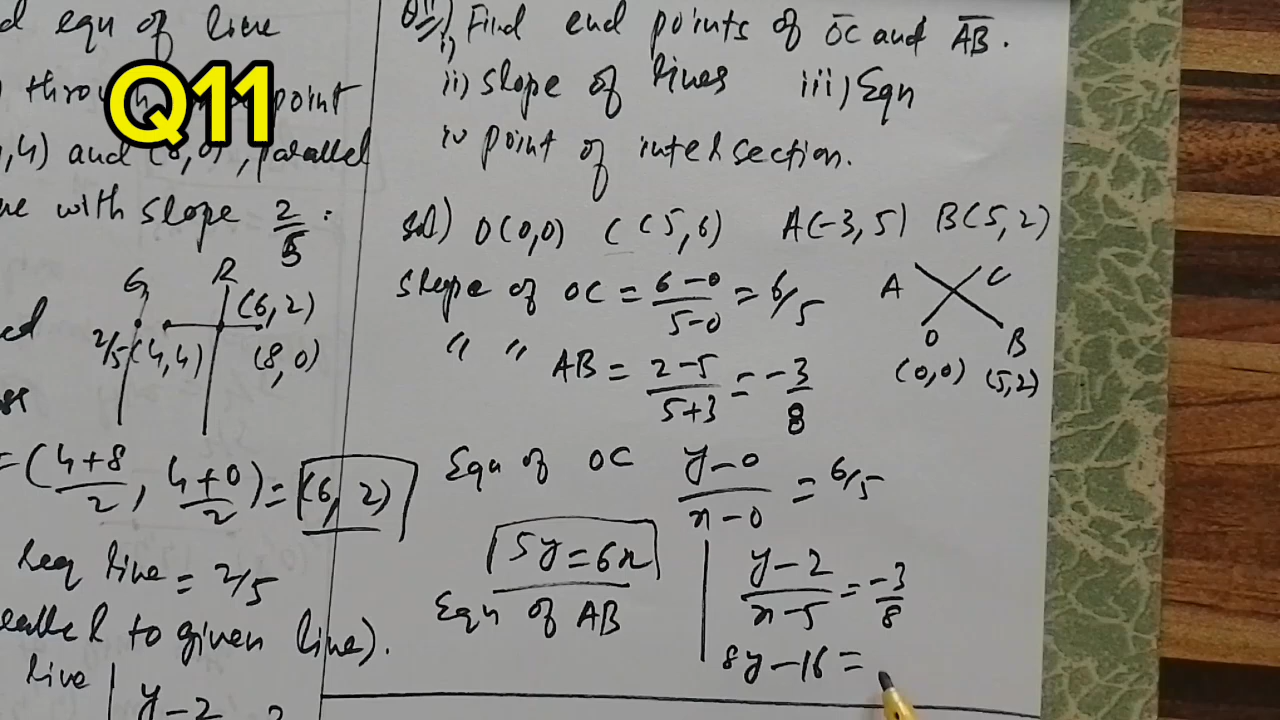 d equ of line
Q11
through point
,4) and (8,0), parallel
with slope 2/5.
G R
(6,2)
2/5 (4,4) (8,0)
=(4+8/2, 4+0/2)=(6, 2)
Req line = 2/5
to given line).
line | y-2
Q11) i) Find end points of OC and AB.
ii) Slope of lines iii) Eqn
iv point of intersection.
Sol) O(0,0) C(5,6) A(-3,5) B(5,2)
Slope of OC = 6-0/5-0 = 6/5
" " AB = 2-5/5+3 = -3/8
A C
O B
(0,0) (5,2)
Equ of OC y-0/x-0 = 6/5
5y=6x
Equ of AB | y-2/x-5 = -3/8
8y-16=